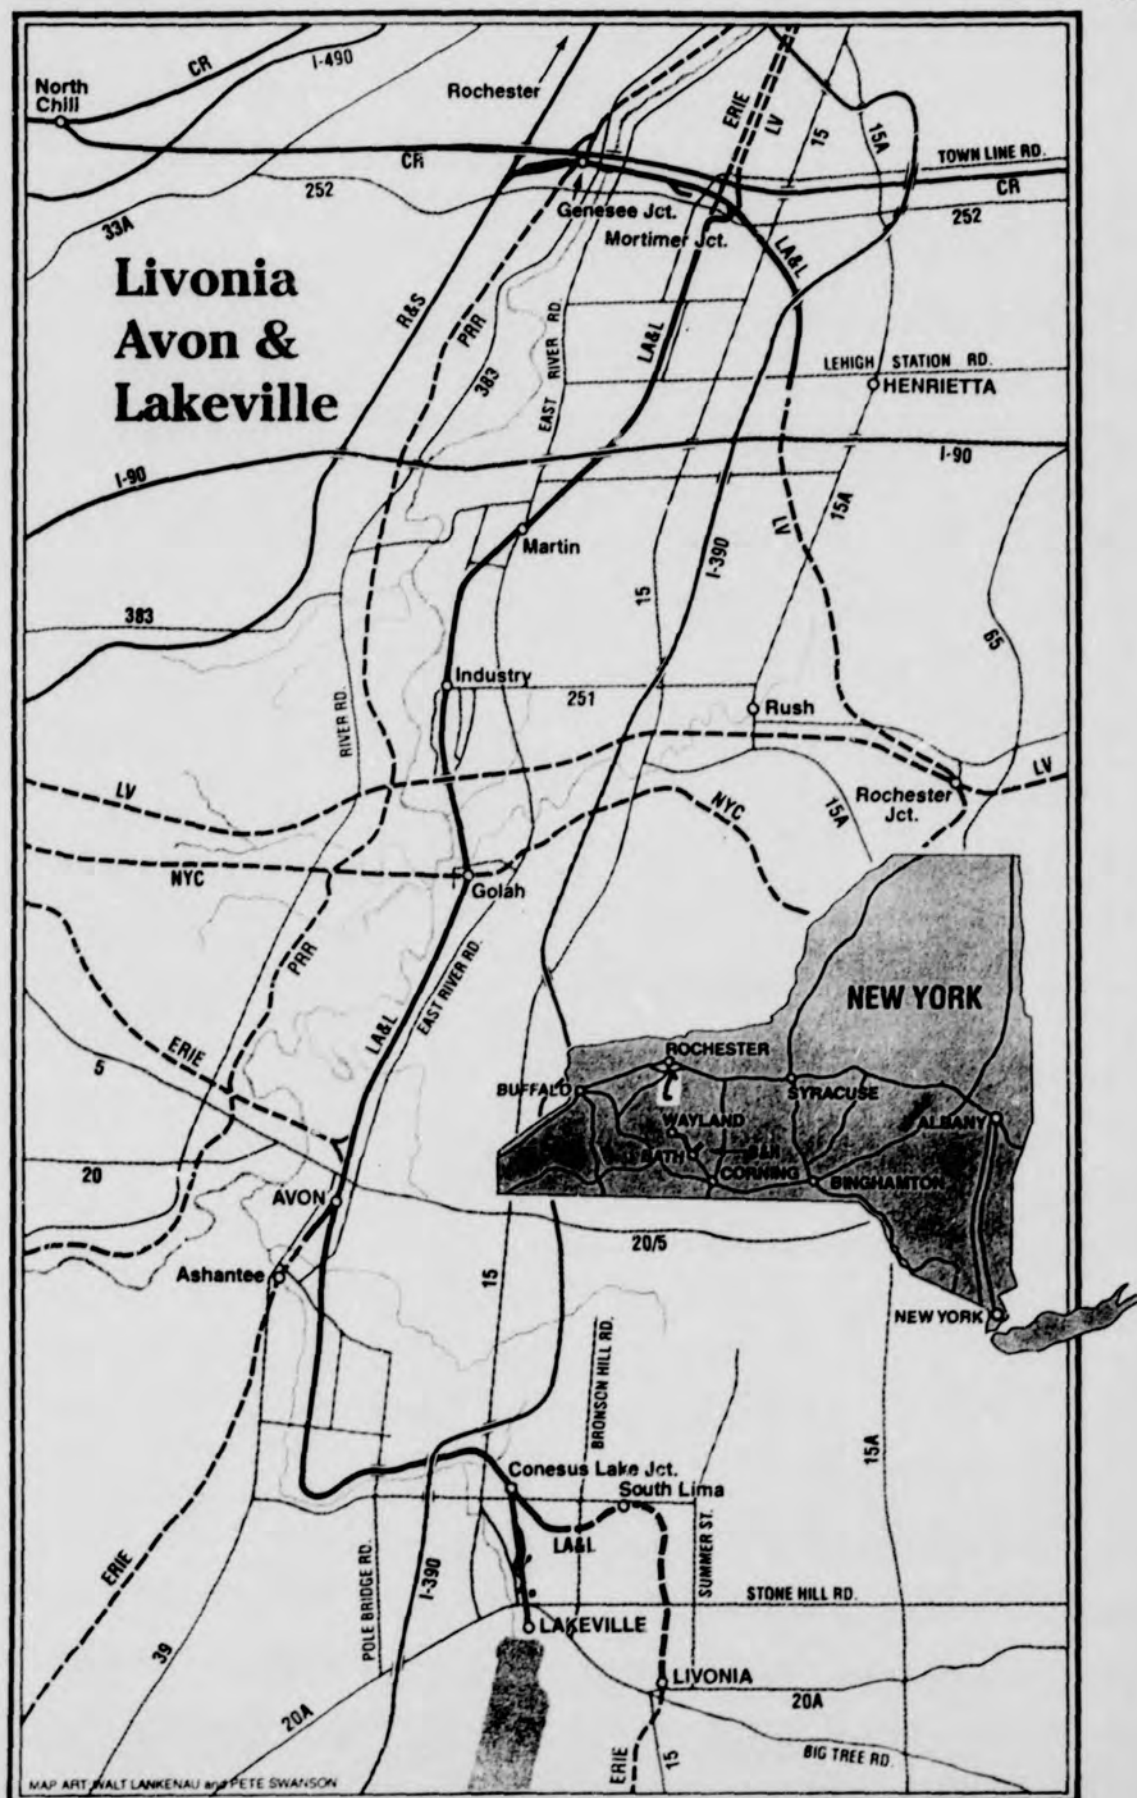 CR
I-490
North
Chili
Rochester
ERIE
LV
15
15A
TOWN LINE RD.
CR
CR
252
33A
Genesee Jct.
Mortimer Jct.
252
LA&L
Livonia
Avon &
Lakeville
R&S
PRR
383
EAST RIVER RD.
LA&L
LEHIGH STATION RD.
HENRIETTA
I-90
I-90
15A
LV
Martin
I-390
15
383
65
Industry
251
Rush
RIVER RD.
LV
LV
NYC
Rochester
Jct.
15A
NYC
Golah
PRR
EAST RIVER RD.
LA&L
ERIE
5
NEW YORK
ROCHESTER
BUFFALO
SYRACUSE
WAYLAND
ALBANY
BATH
B&H
CORNING
BINGHAMTON
20
AVON
20/5
Ashantee
15
NEW YORK
BRONSON HILL RD.
15A
Conesus Lake Jct.
South Lima
LA&L
SUMMER ST.
ERIE
POLE BRIDGE RD.
I-390
STONE HILL RD.
LAKEVILLE
39
LIVONIA
20A
20A
ERIE
15
BIG TREE RD.
MAP ART WALT LANKENAU and PETE SWANSON